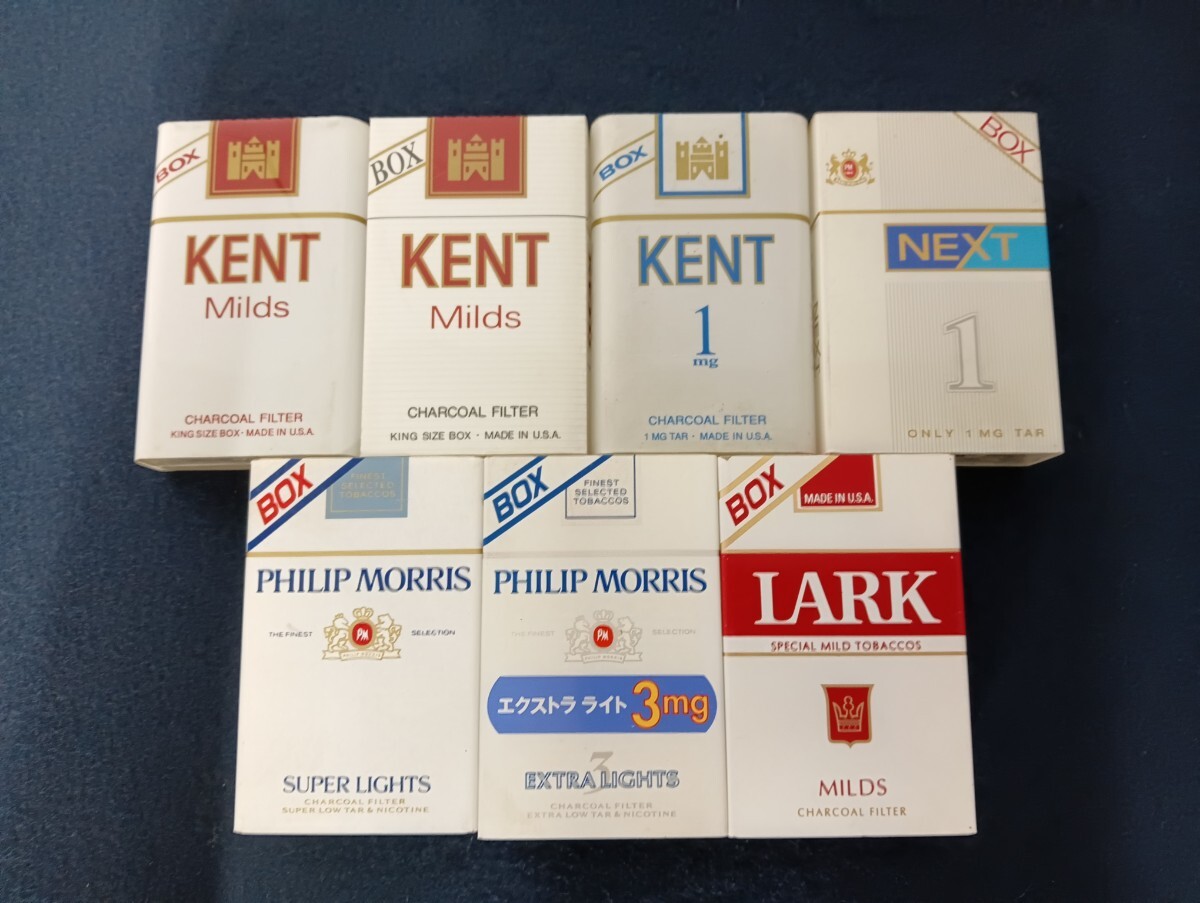 BOX
KENT
Milds
CHARCOAL FILTER
KING SIZE BOX · MADE IN U.S.A.
BOX
KENT
Milds
CHARCOAL FILTER
KING SIZE BOX · MADE IN U.S.A.
BOX
KENT
1
mg
CHARCOAL FILTER
1 MG TAR · MADE IN U.S.A.
BOX
PM
NEXT
1
ONLY 1 MG TAR
BOX
FINEST
SELECTED
TOBACCOS
PHILIP MORRIS
THE FINEST PM SELECTION
SUPER LIGHTS
CHARCOAL FILTER
SUPER LOW TAR & NICOTINE
BOX
FINEST
SELECTED
TOBACCOS
PHILIP MORRIS
THE FINEST PM SELECTION
エクストラ ライト 3mg
3
EXTRA LIGHTS
CHARCOAL FILTER
EXTRA LOW TAR & NICOTINE
BOX
MADE IN U.S.A.
LARK
SPECIAL MILD TOBACCOS
MILDS
CHARCOAL FILTER